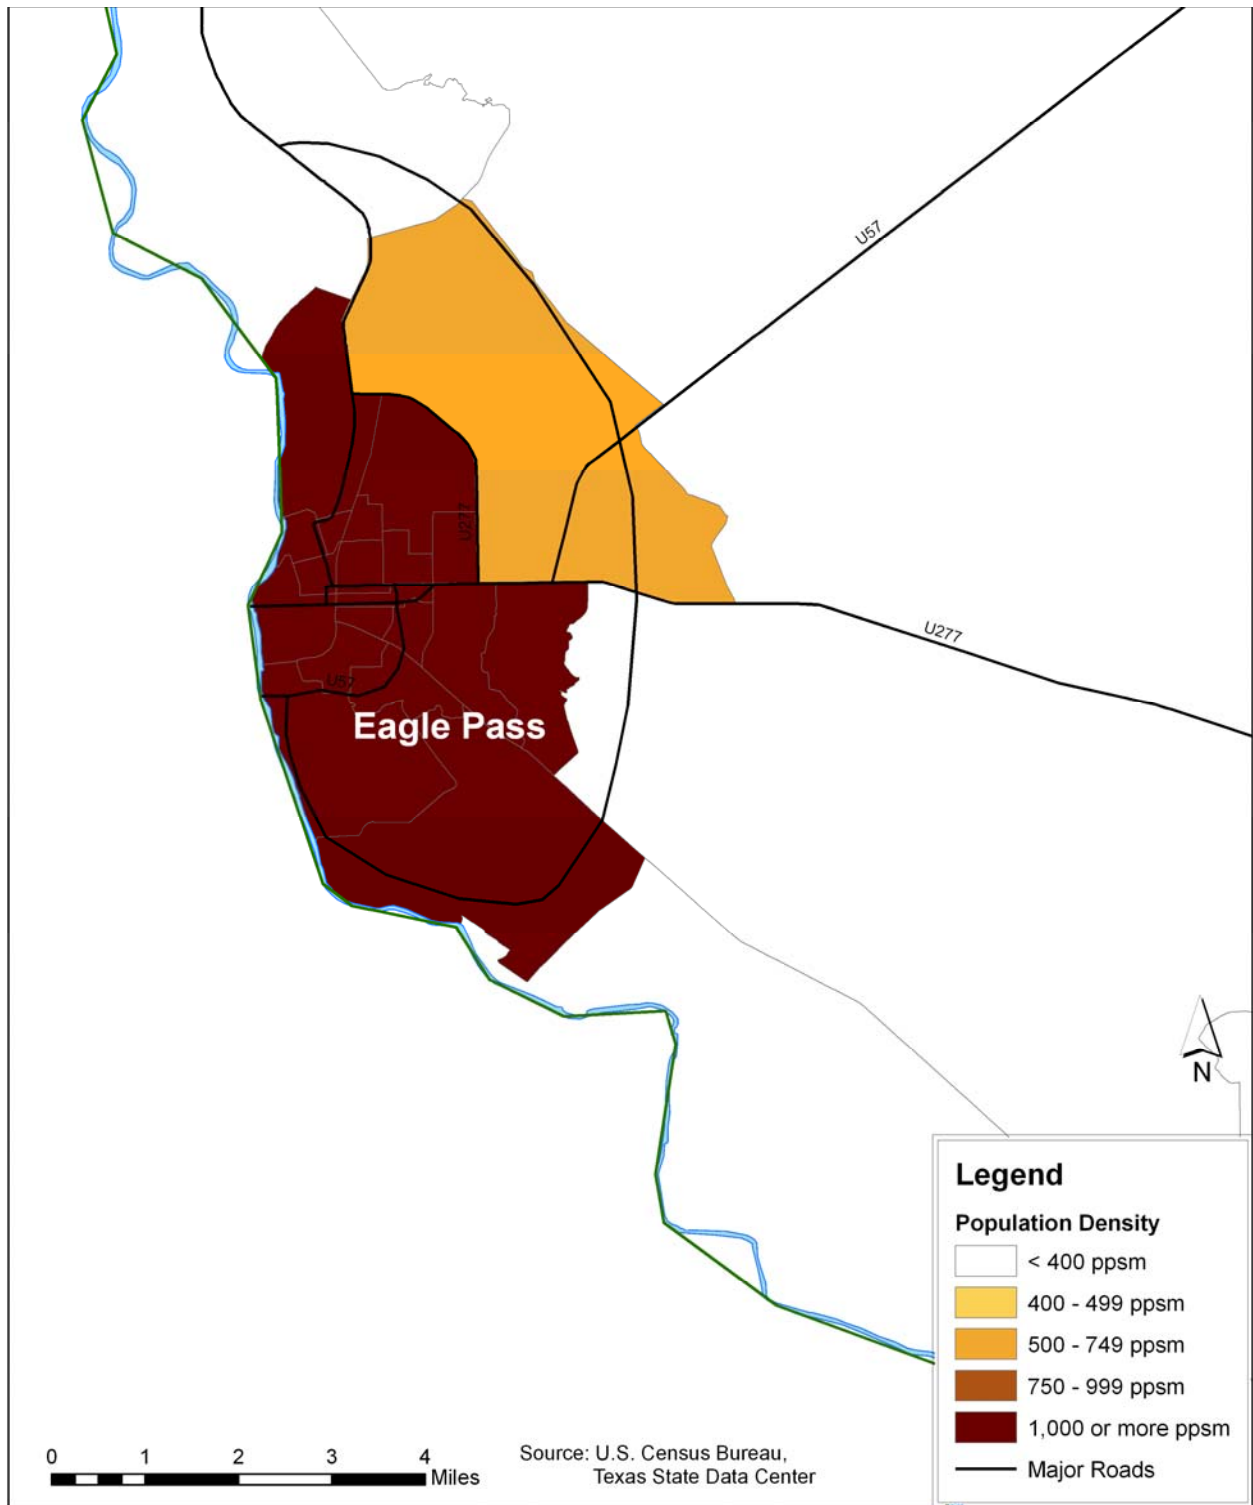 U57
U277
U277
U57
Eagle Pass
N
Legend
Population Density
< 400 ppsm
400 - 499 ppsm
500 - 749 ppsm
750 - 999 ppsm
1,000 or more ppsm
Major Roads
0 1 2 3 4
Miles
Source: U.S. Census Bureau,
Texas State Data Center